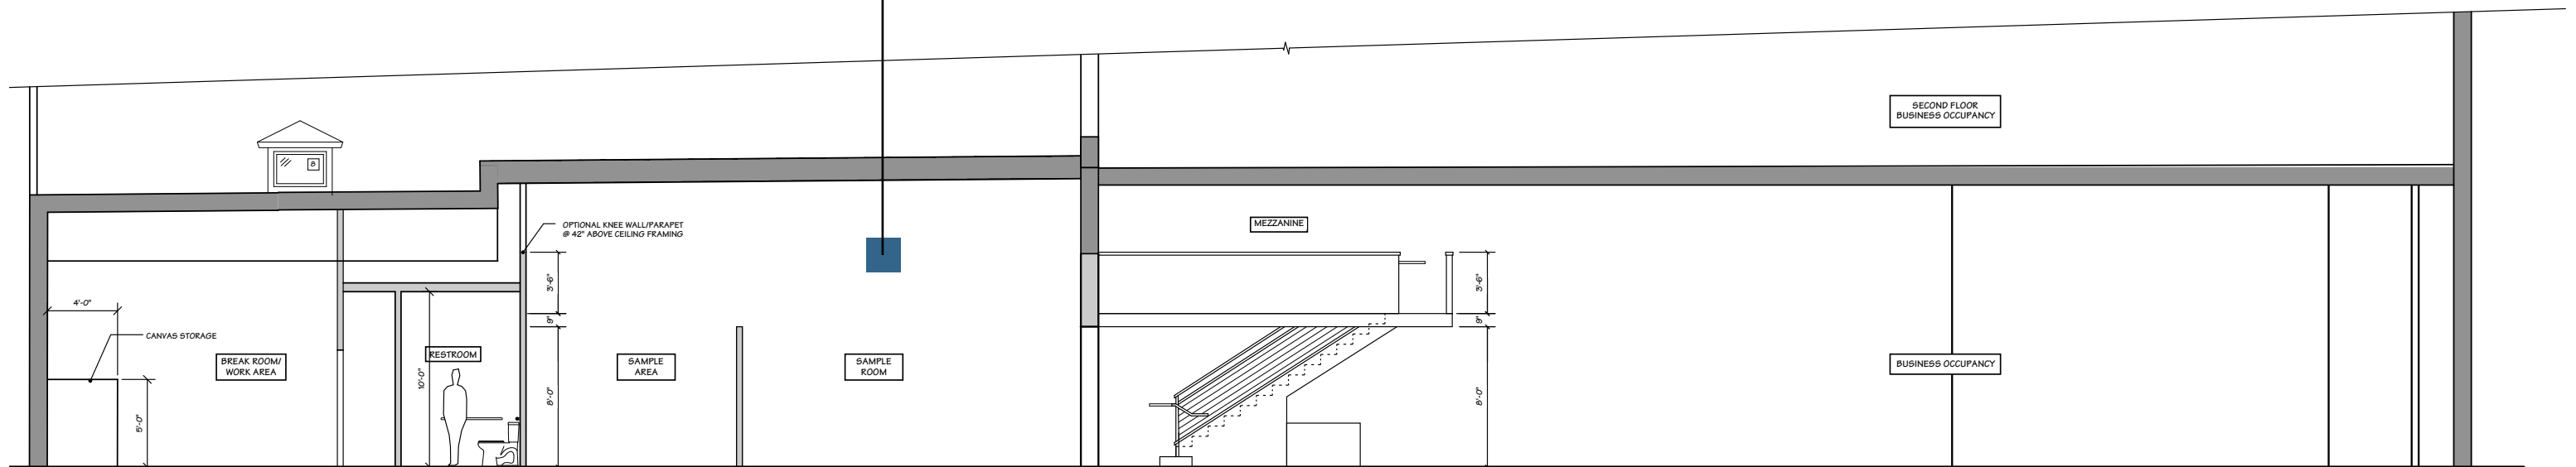 SECOND FLOOR
BUSINESS OCCUPANCY
B
OPTIONAL KNEE WALL/PARAPET
@ 42" ABOVE CEILING FRAMING
MEZZANINE
3'-6"
3'-6"
4'-0"
9"
9"
CANVAS STORAGE
BREAK ROOM/
WORK AREA
RESTROOM
SAMPLE
AREA
SAMPLE
ROOM
BUSINESS OCCUPANCY
10'-0"
8'-0"
8'-0"
5'-0"